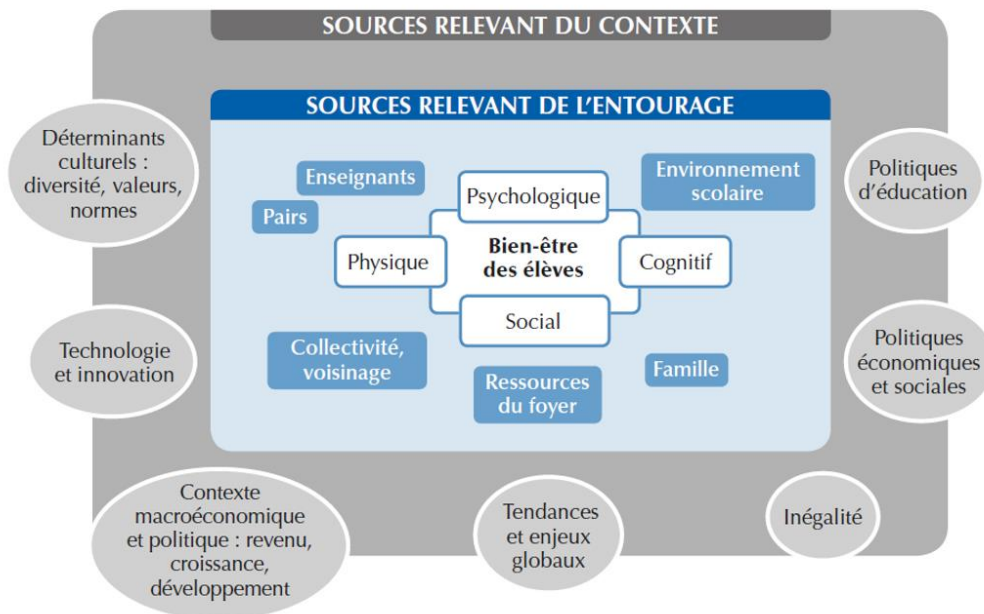 SOURCES RELEVANT DU CONTEXTE
SOURCES RELEVANT DE L’ENTOURAGE
Déterminants
culturels :
diversité, valeurs,
normes
Enseignants
Pairs
Psychologique
Environnement
scolaire
Politiques
d’éducation
Physique
Bien-être
des élèves
Cognitif
Social
Technologie
et innovation
Collectivité,
voisinage
Ressources
du foyer
Famille
Politiques
économiques
et sociales
Contexte
macroéconomique
et politique : revenu,
croissance,
développement
Tendances
et enjeux
globaux
Inégalité